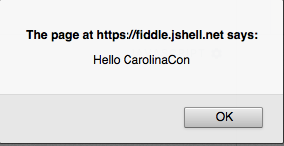 The page at https://fiddle.jshell.net says:
Hello CarolinaCon
OK